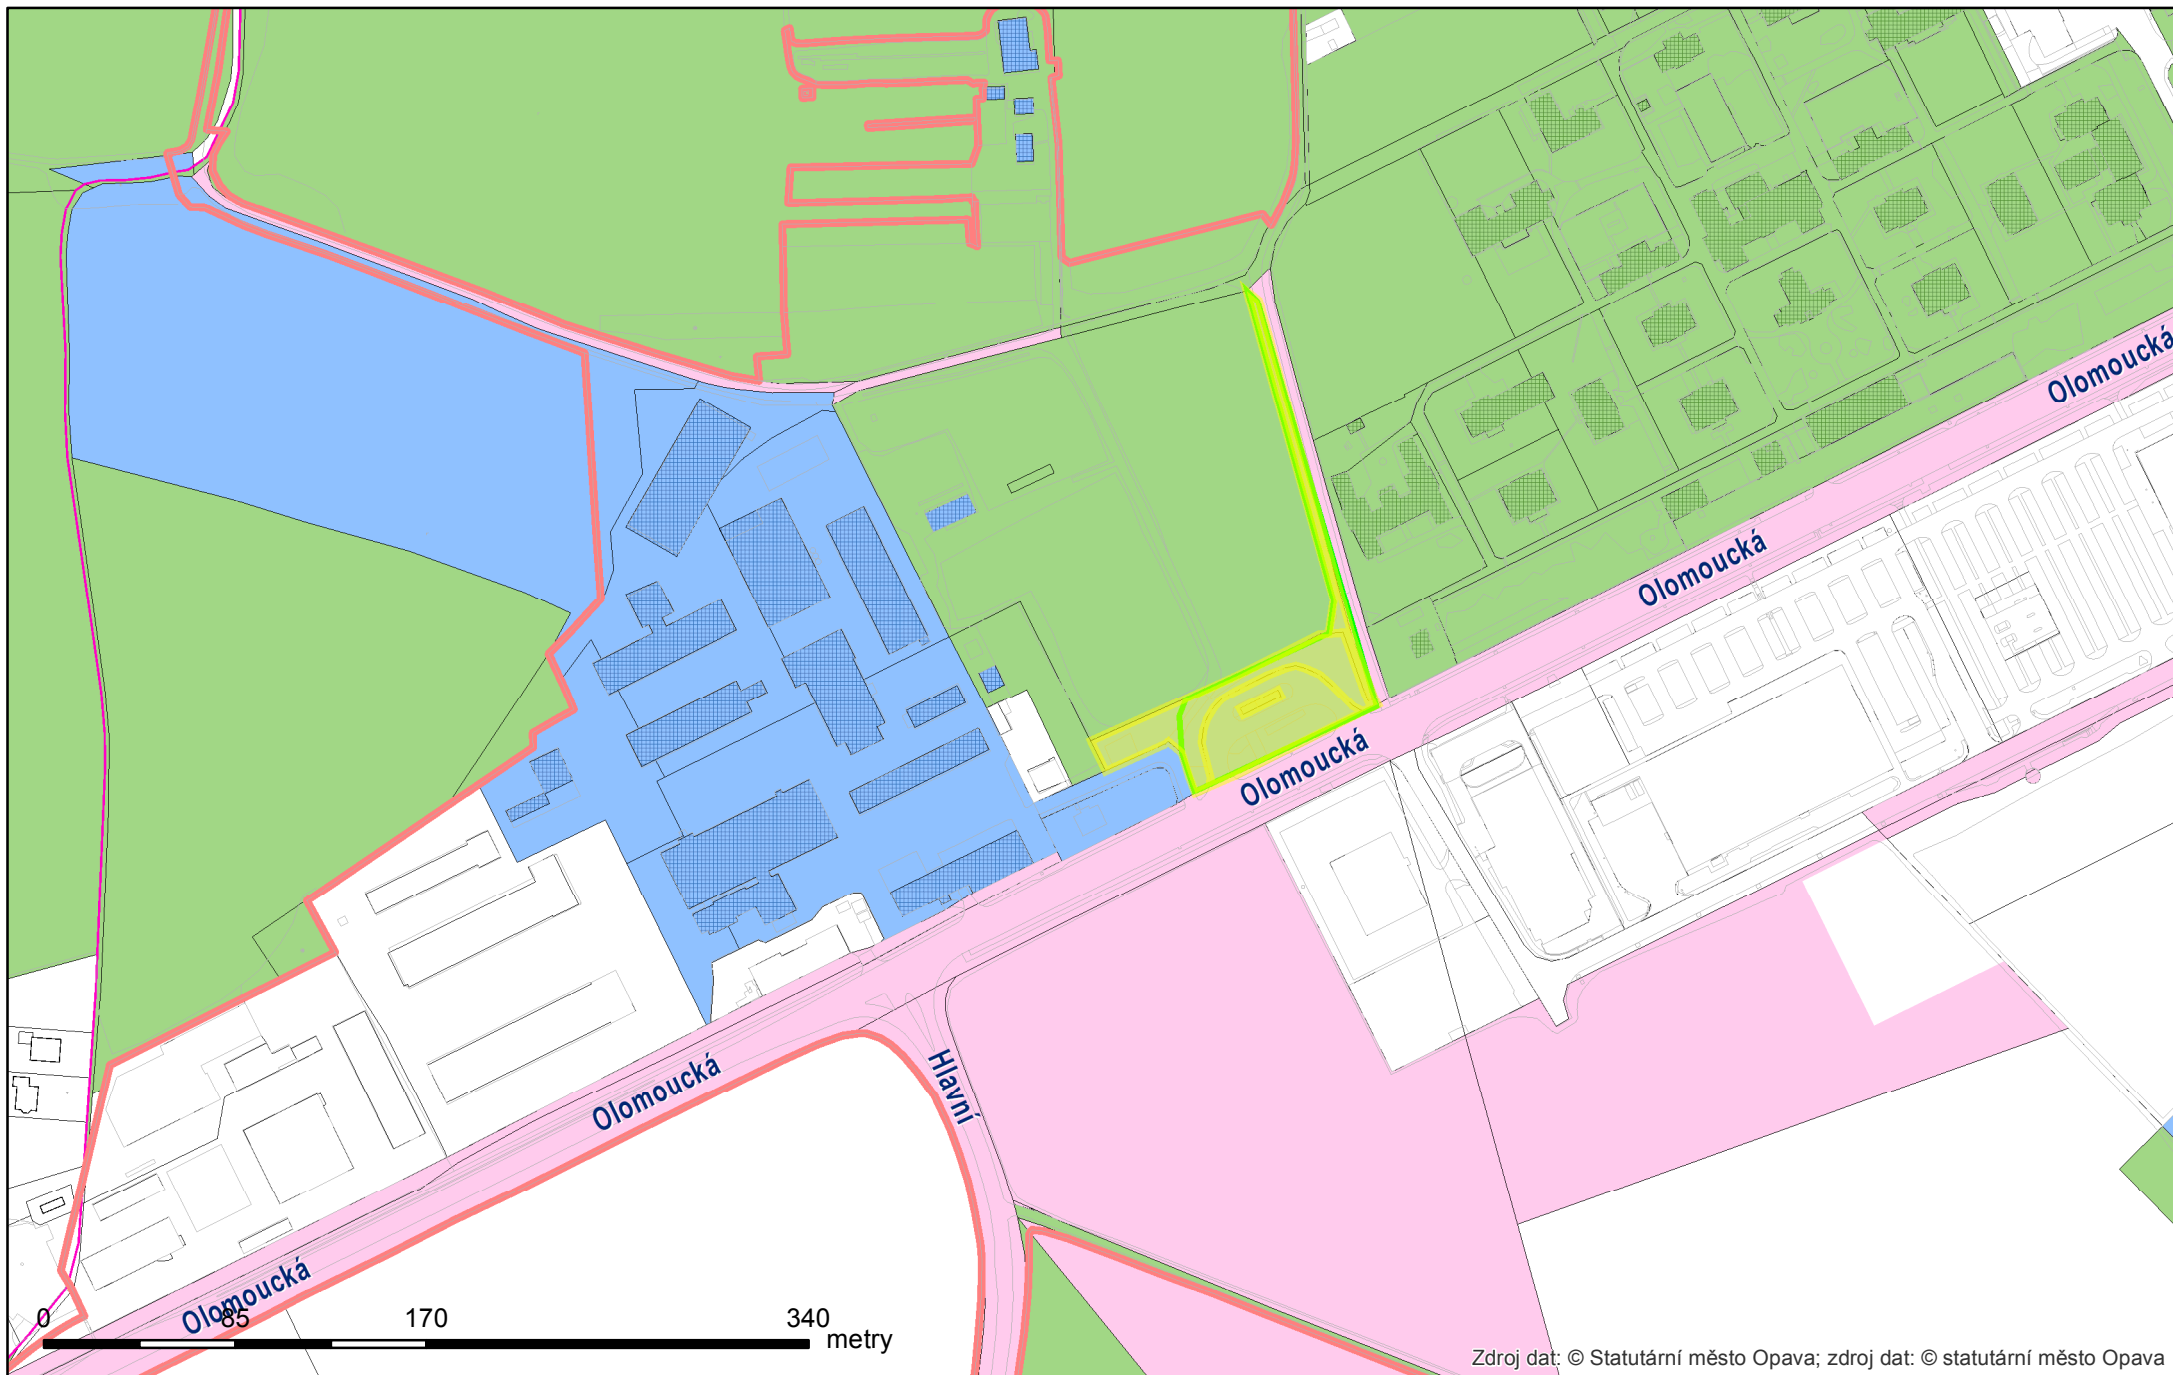 Olomoucká
Olomoucká
Olomoucká
Hlavní
Olomoucká
Olomoucká
0 85 170 340
metry
Zdroj dat: © Statutární město Opava; zdroj dat: © statutární město Opava